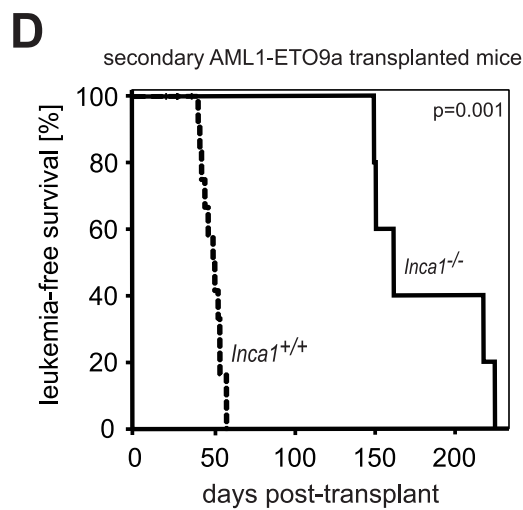 D
secondary AML1-ETO9a transplanted mice
leukemia-free survival [%]
100
80
60
40
20
0
p=0.001
Inca1-/-
Inca1+/+
0 50 100 150 200
days post-transplant